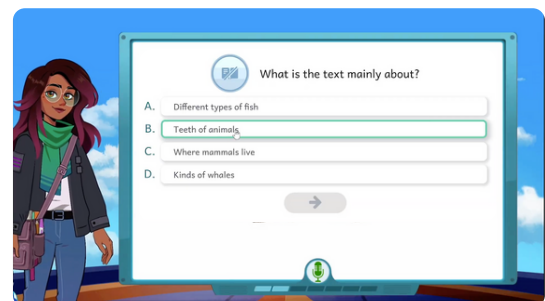 What is the text mainly about?
A. Different types of fish
B. Teeth of animals
C. Where mammals live
D. Kinds of whales